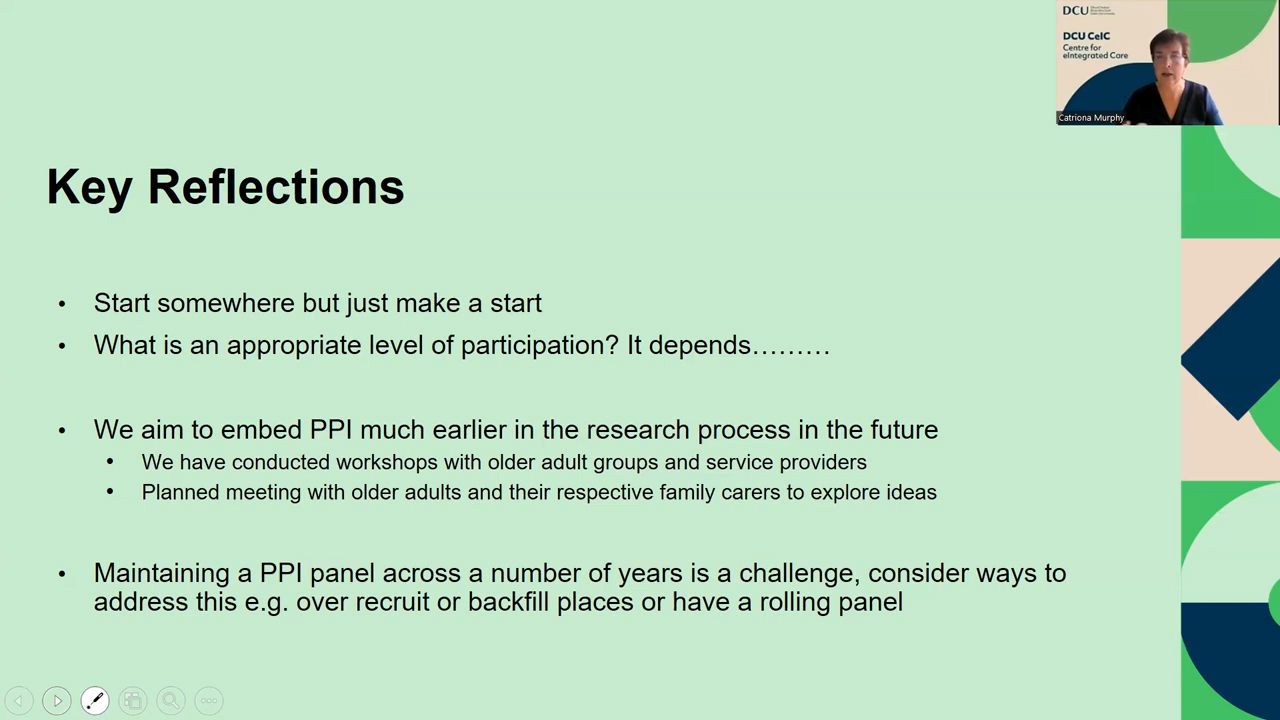 DCU
DCU CeIC
Centre for
eIntegrated Care
Catriona Murphy
Key Reflections
• Start somewhere but just make a start
• What is an appropriate level of participation? It depends………
• We aim to embed PPI much earlier in the research process in the future
• We have conducted workshops with older adult groups and service providers
• Planned meeting with older adults and their respective family carers to explore ideas
• Maintaining a PPI panel across a number of years is a challenge, consider ways to
address this e.g. over recruit or backfill places or have a rolling panel